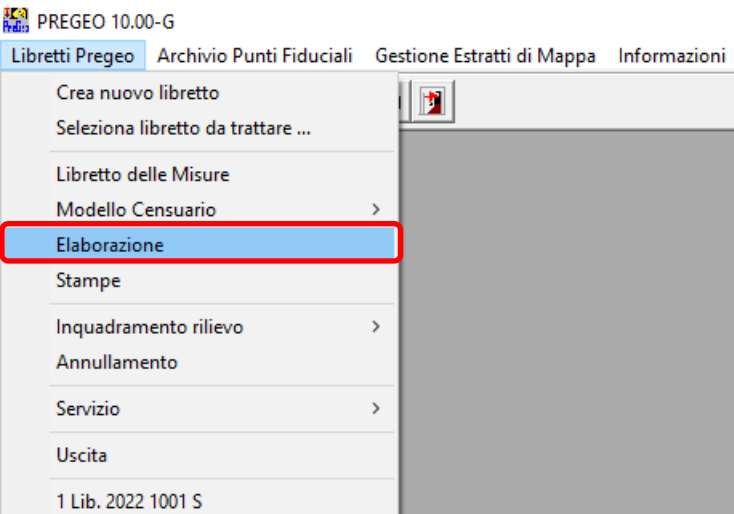 PREGEO 10.00-G
Libretti Pregeo Archivio Punti Fiduciali Gestione Estratti di Mappa Informazioni
Crea nuovo libretto
Seleziona libretto da trattare ...
Libretto delle Misure
Modello Censuario
Elaborazione
Stampe
Inquadramento rilievo
Annullamento
Servizio
Uscita
1 Lib. 2022 1001 S